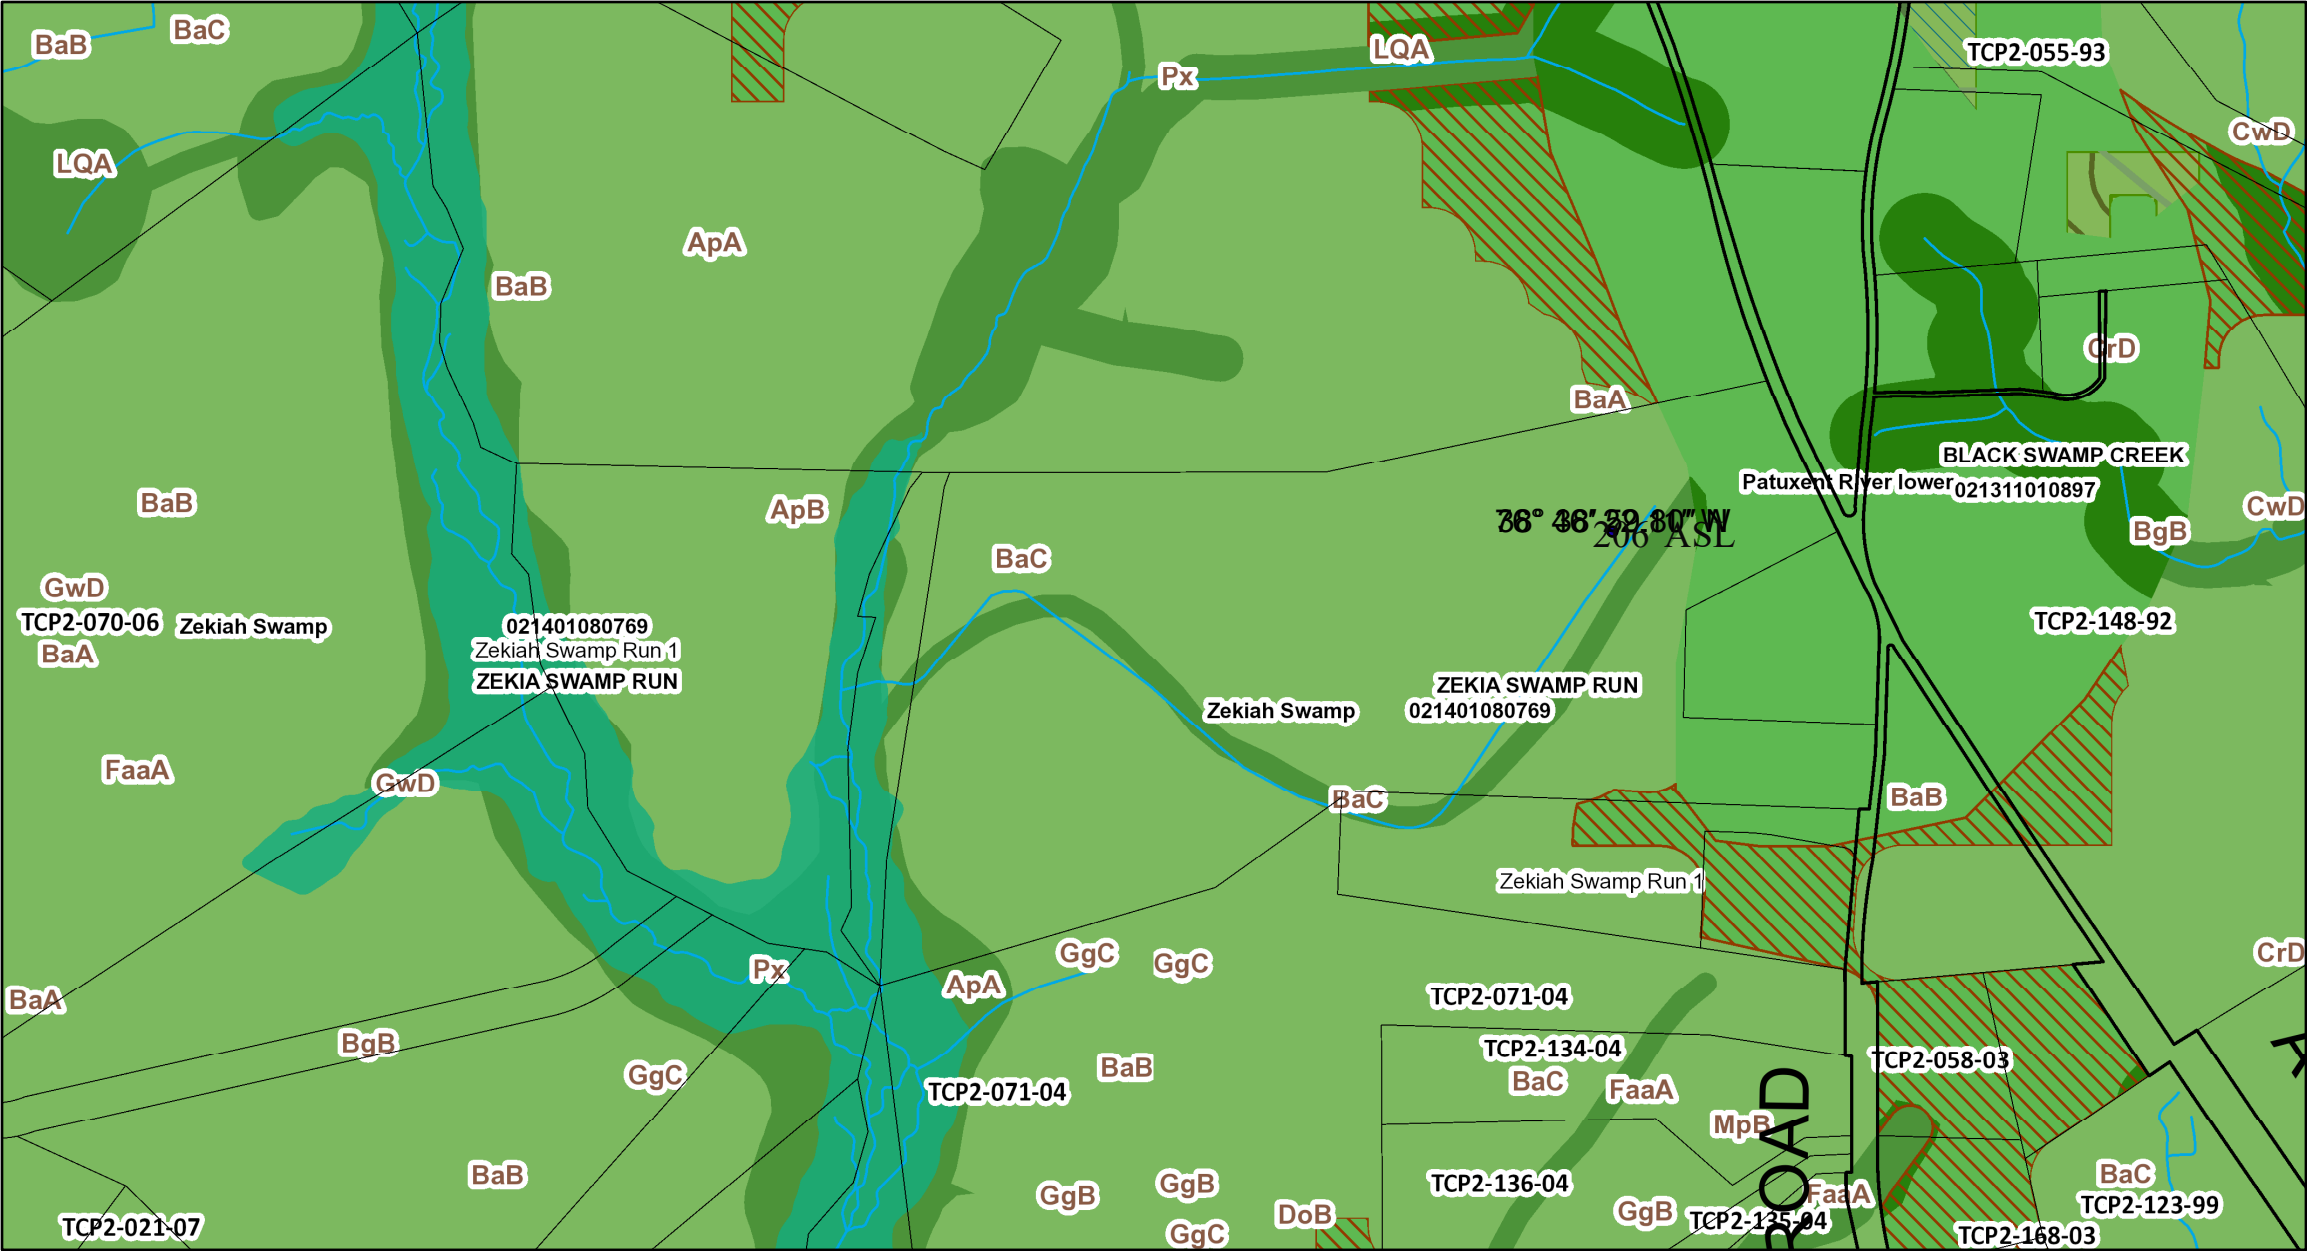 BaC
BaB
LQA
TCP2-055-93
Px
CwD
LQA
ApA
BaB
CrD
BaA
BLACK SWAMP CREEK
Patuxent River lower
021311010897
BaB
ApB
CwD
206' ASL
BgB
BaC
GwD
TCP2-070-06
Zekiah Swamp
BaA
021401080769
Zekiah Swamp Run 1
ZEKIA SWAMP RUN
TCP2-148-92
ZEKIA SWAMP RUN
021401080769
Zekiah Swamp
FaaA
GwD
BaC
BaB
Zekiah Swamp Run 1
GgC
GgC
CrD
Px
ApA
BaA
TCP2-071-04
BgB
TCP2-134-04
TCP2-058-03
GgC
BaB
BaC
FaaA
TCP2-071-04
MpB
ROAD
A
BaB
GgB
GgB
TCP2-136-04
FaaA
BaC
TCP2-123-99
DoB
GgB
TCP2-135-04
TCP2-021-07
GgC
TCP2-168-03